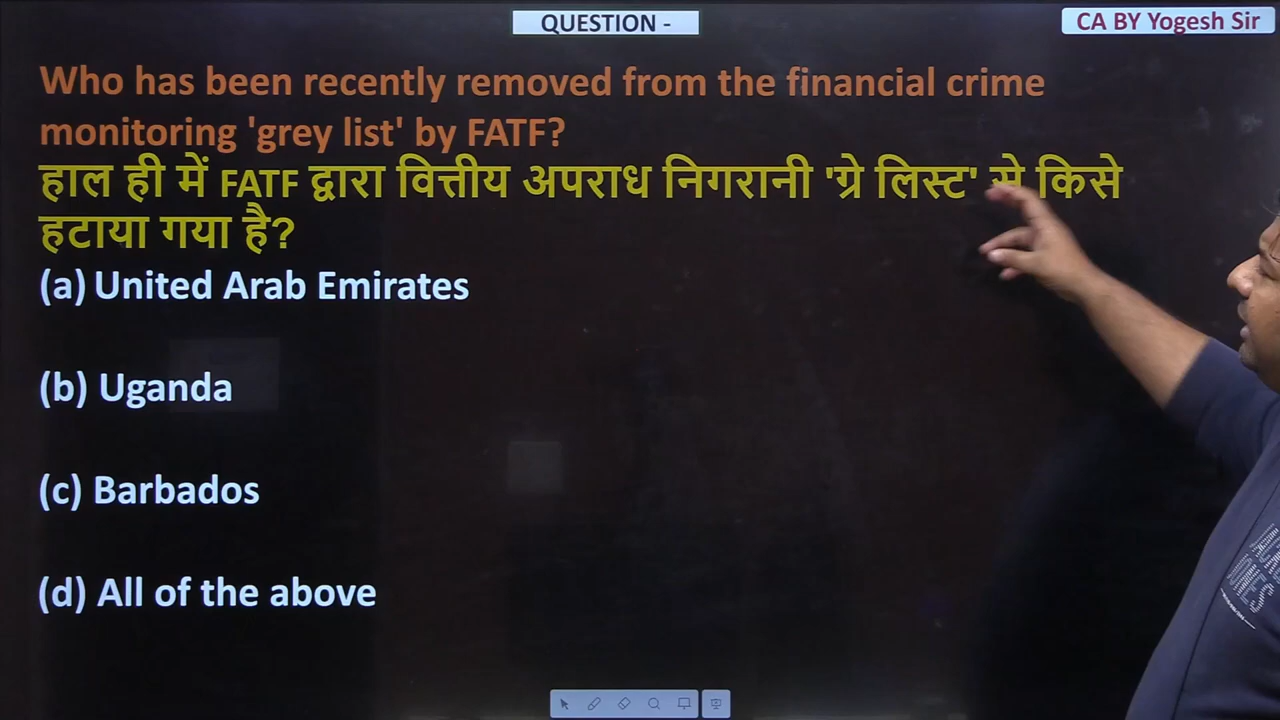 QUESTION -
CA BY Yogesh Sir
Who has been recently removed from the financial crime
monitoring 'grey list' by FATF?
हाल ही में FATF द्वारा वित्तीय अपराध निगरानी 'ग्रे लिस्ट' से किसे
हटाया गया है?
(a) United Arab Emirates
(b) Uganda
(c) Barbados
(d) All of the above